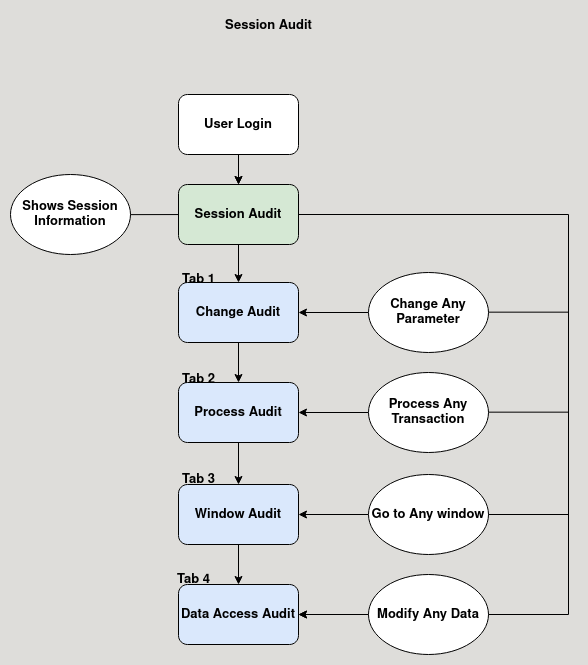 Session Audit
User Login
Shows Session
Information
Session Audit
Tab 1
Change Audit
Change Any
Parameter
Tab 2
Process Audit
Process Any
Transaction
Tab 3
Window Audit
Go to Any window
Tab 4
Data Access Audit
Modify Any Data